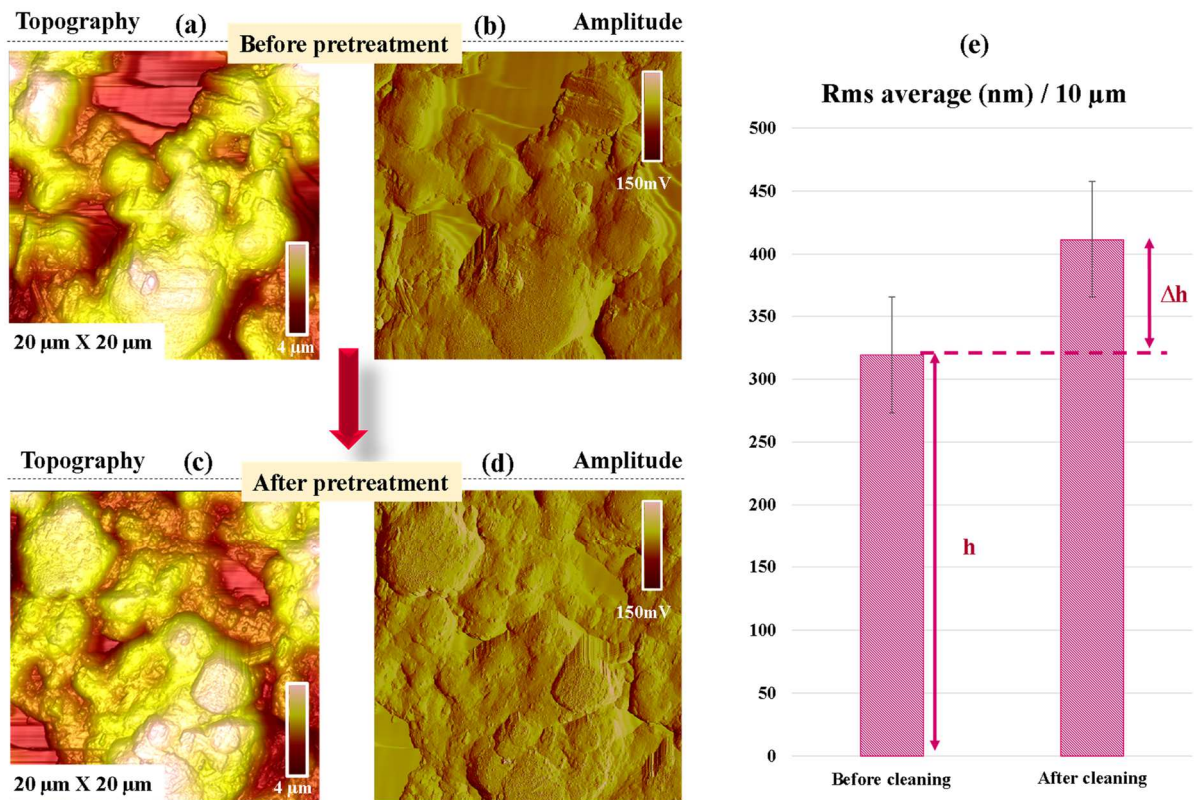 Topography (a)
Before pretreatment
(b) Amplitude
150mV
4 μm
20 μm X 20 μm
Topography (c)
After pretreatment
(d) Amplitude
150mV
4 μm
20 μm X 20 μm
(e)
Rms average (nm) / 10 μm
500
450
400
350
300
250
200
150
100
50
0
Δh
h
Before cleaning
After cleaning